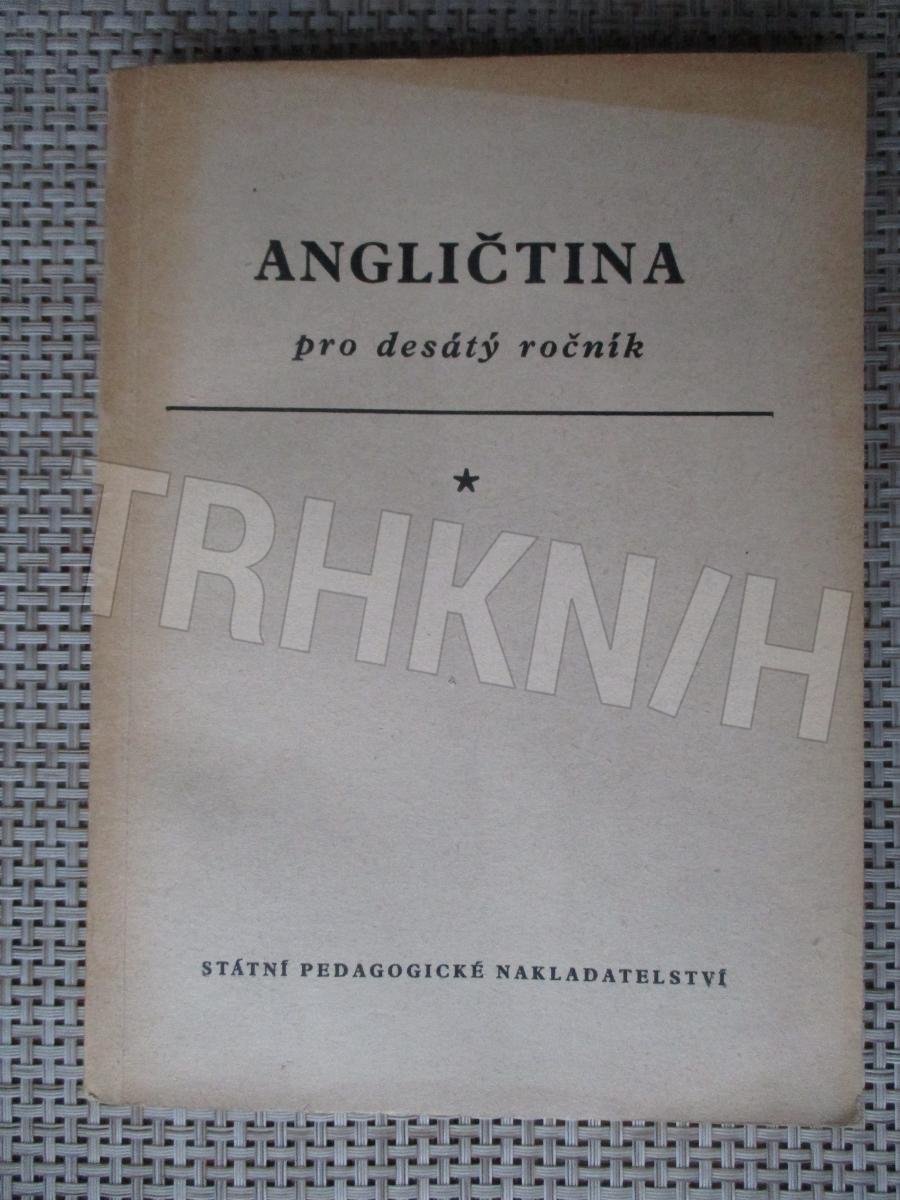 ANGLIČTINA
pro desátý ročník
TRHKNIH
STÁTNÍ PEDAGOGICKÉ NAKLADATELSTVÍ